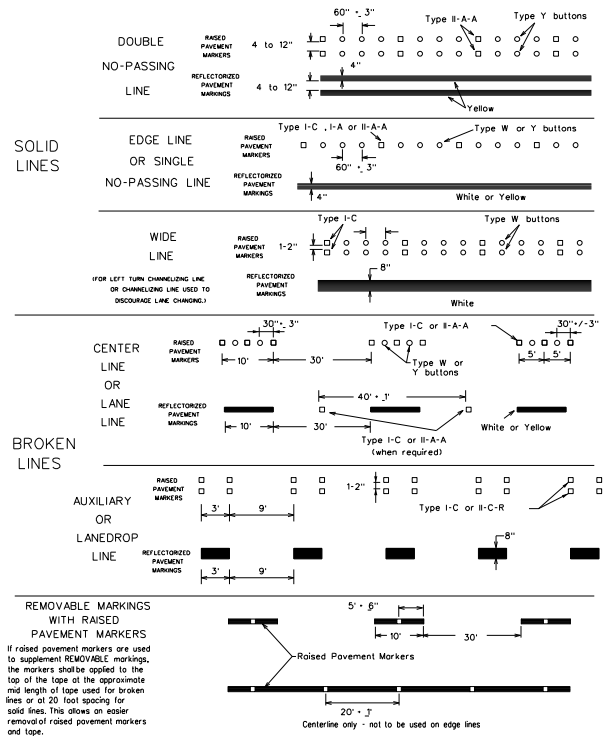 60" +- 3"
Type II-A-A
Type Y buttons
DOUBLE
NO-PASSING
LINE
RAISED
PAVEMENT
MARKERS
4 to 12"
4"
REFLECTORIZED
PAVEMENT
MARKINGS
4 to 12"
Yellow
SOLID
LINES
EDGE LINE
OR SINGLE
NO-PASSING LINE
RAISED
PAVEMENT
MARKERS
Type I-C , I-A or II-A-A
Type W or Y buttons
60" +- 3"
REFLECTORIZED
PAVEMENT
MARKINGS
4"
White or Yellow
WIDE
LINE
(FOR LEFT TURN CHANNELIZING LINE
OR CHANNELIZING LINE USED TO
DISCOURAGE LANE CHANGING.)
RAISED
PAVEMENT
MARKERS
1-2"
Type I-C
Type W buttons
REFLECTORIZED
PAVEMENT
MARKINGS
8"
White
BROKEN
LINES
CENTER
LINE
OR
LANE
LINE
RAISED
PAVEMENT
MARKERS
30" +- 3"
Type I-C or II-A-A
30"+/-3"
10'
30'
Type W or
Y buttons
5'
5'
REFLECTORIZED
PAVEMENT
MARKINGS
40' +- 1'
10'
30'
Type I-C or II-A-A
(when required)
White or Yellow
AUXILIARY
OR
LANEDROP
LINE
RAISED
PAVEMENT
MARKERS
1-2"
3'
9'
Type I-C or II-C-R
REFLECTORIZED
PAVEMENT
MARKINGS
8"
3'
9'
REMOVABLE MARKINGS
WITH RAISED
PAVEMENT MARKERS
If raised pavement markers are used
to supplement REMOVABLE markings,
the markers shall be applied to the
top of the tape at the approximate
mid length of tape used for broken
lines or at 20 foot spacing for
solid lines. This allows an easier
removal of raised pavement markers
and tape.
5' +- 6"
10'
30'
Raised Pavement Markers
20' +- 1'
Centerline only - not to be used on edge lines